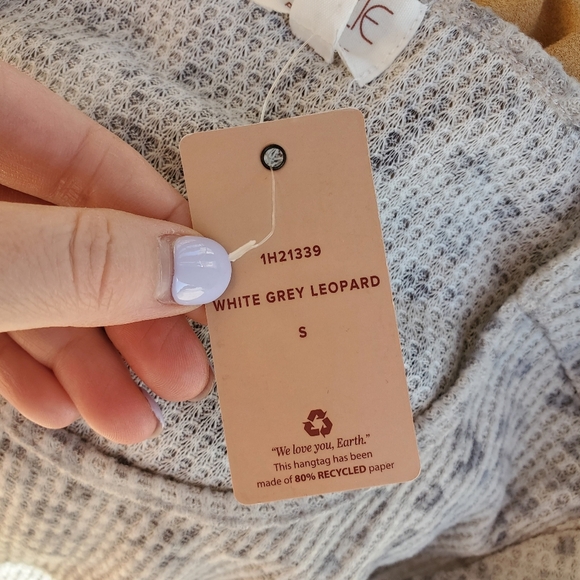 1H21339
WHITE GREY LEOPARD
S
"We love you, Earth."
This hangtag has been
made of 80% RECYCLED paper